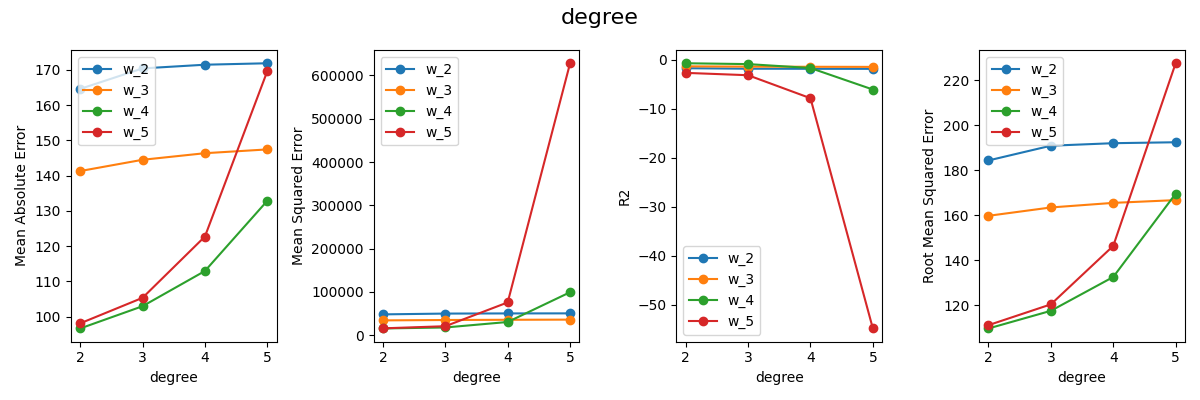 degree
Mean Absolute Error
170
160
150
140
130
120
110
100
2 3 4 5
degree
w_2
w_3
w_4
w_5
Mean Squared Error
600000
500000
400000
300000
200000
100000
0
2 3 4 5
degree
w_2
w_3
w_4
w_5
R2
0
−10
−20
−30
−40
−50
2 3 4 5
degree
w_2
w_3
w_4
w_5
Root Mean Squared Error
220
200
180
160
140
120
2 3 4 5
degree
w_2
w_3
w_4
w_5